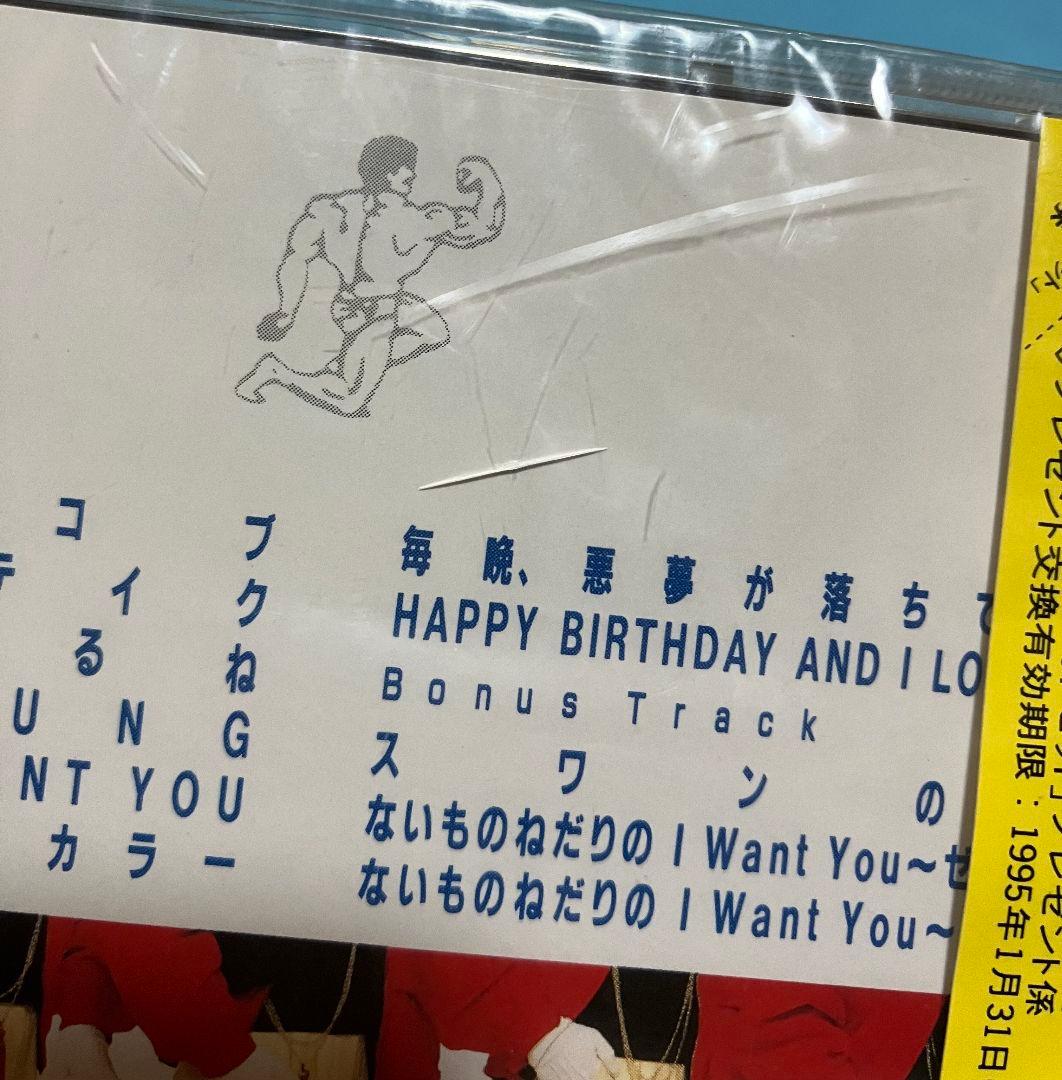 コ ブ
テ イ ク
る ね
U N G
NT YOU
カ ラ ー
毎 晩、 悪 夢 が 落 ち て
HAPPY BIRTHDAY AND I LO
Bonus Track
ス ワ ン の
ないものねだりの I Want You～セ
ないものねだりの I Want You～
プレゼント交換有効期限：1995年1月31日
プレゼント係